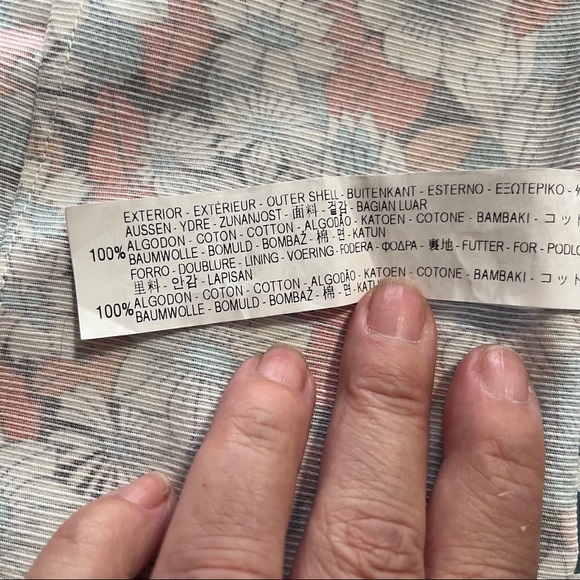 EXTERIOR - EXTÉRIEUR - OUTER SHELL - BUITENKANT - ESTERNO - ΕΞΩΤΕΡΙΚΟ -
AUSSEN - YDRE - ZUNANJOST - 面料 - 겉감 - BAGIAN LUAR
100% ALGODON - COTON - COTTON - ALGODÃO - KATOEN - COTONE - BAMBAKI - コット
BAUMWOLLE - BOMULD - BOMBAŽ - 棉 - 면 - KATUN
FORRO - DOUBLURE - LINING - VOERING - FODERA - ΦΟΔΡΑ - 裏地 - FUTTER - FOR - PODLO
里料 - 안감 - LAPISAN
100% ALGODON - COTON - COTTON - ALGODÃO - KATOEN - COTONE - BAMBAKI - コット
BAUMWOLLE - BOMULD - BOMBAŽ - 棉 - 면 - KATUN